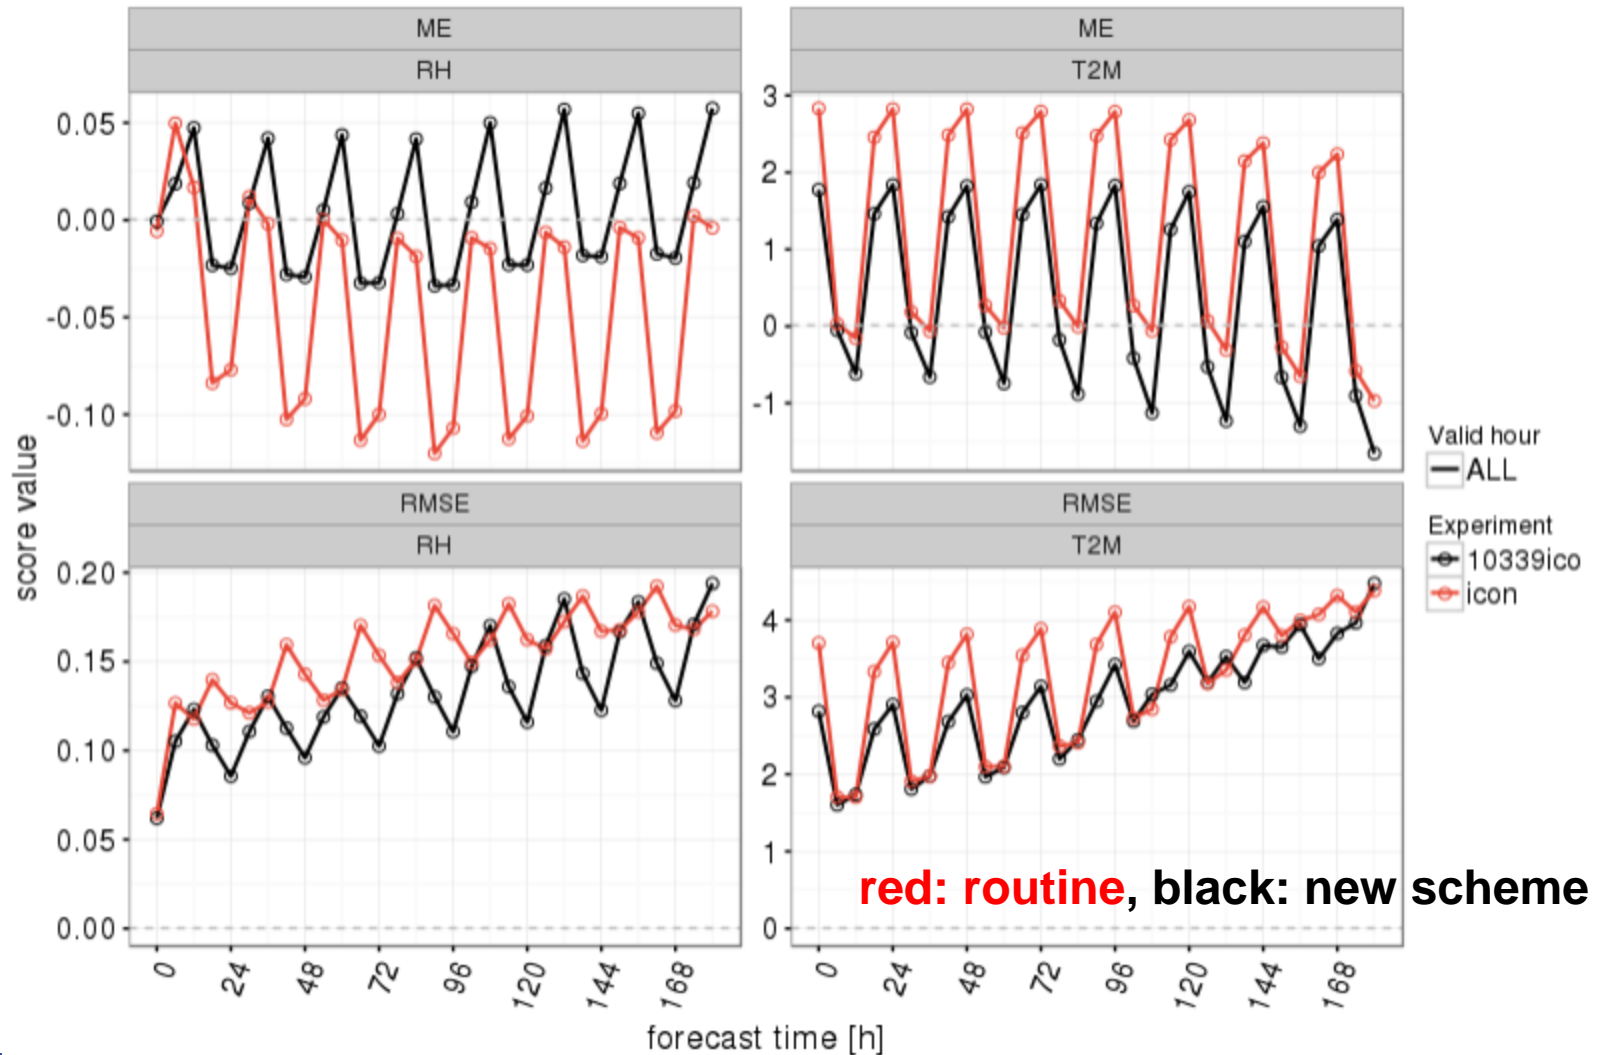 ME
ME
RH
T2M
0.05
0.00
-0.05
-0.10
3
2
1
0
-1
score value
RMSE
RMSE
RH
T2M
0.20
0.15
0.10
0.05
0.00
4
3
2
1
0
red: routine, black: new scheme
0 24 48 72 96 120 144 168
0 24 48 72 96 120 144 168
forecast time [h]
Valid hour
ALL
Experiment
10339ico
icon